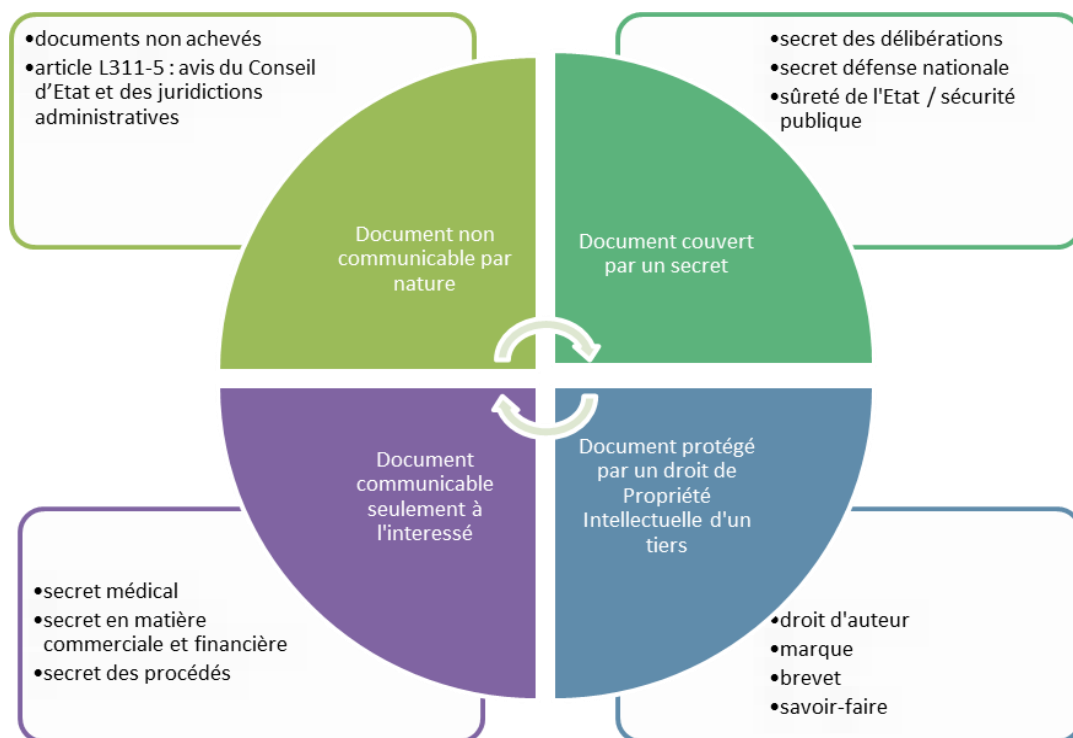 •documents non achevés
•article L311-5 : avis du Conseil
d'Etat et des juridictions
administratives
•secret des délibérations
•secret défense nationale
•sûreté de l'Etat / sécurité
publique
Document non
communicable par
nature
Document couvert
par un secret
Document
communicable
seulement à
l'interessé
Document protégé
par un droit de
Propriété
Intellectuelle d'un
tiers
•secret médical
•secret en matière
commerciale et financière
•secret des procédés
•droit d'auteur
•marque
•brevet
•savoir-faire